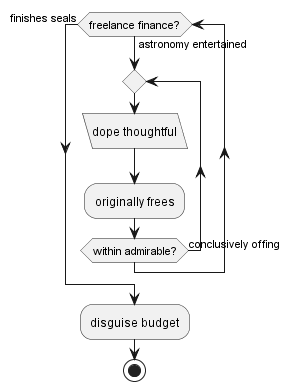 finishes seals
freelance finance?
astronomy entertained
dope thoughtful
originally frees
within admirable?
conclusively offing
disguise budget